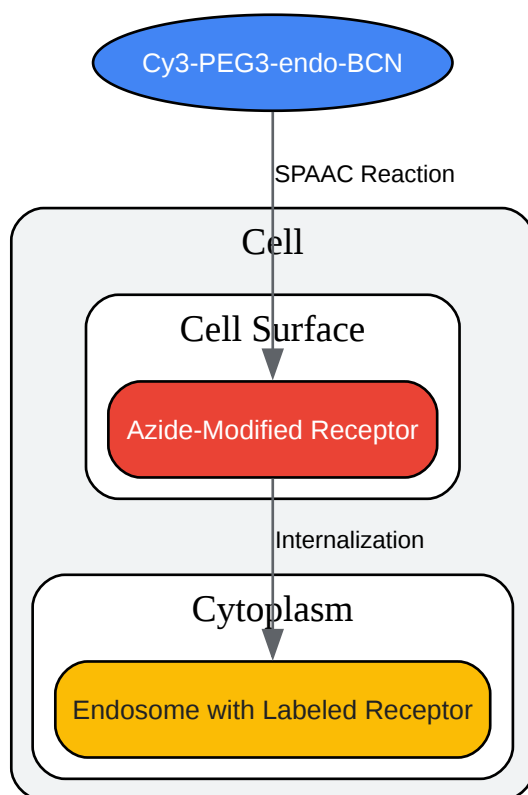 Cy3-PEG3-endo-BCN
SPAAC Reaction
Cell
Cell Surface
Azide-Modified Receptor
Internalization
Cytoplasm
Endosome with Labeled Receptor